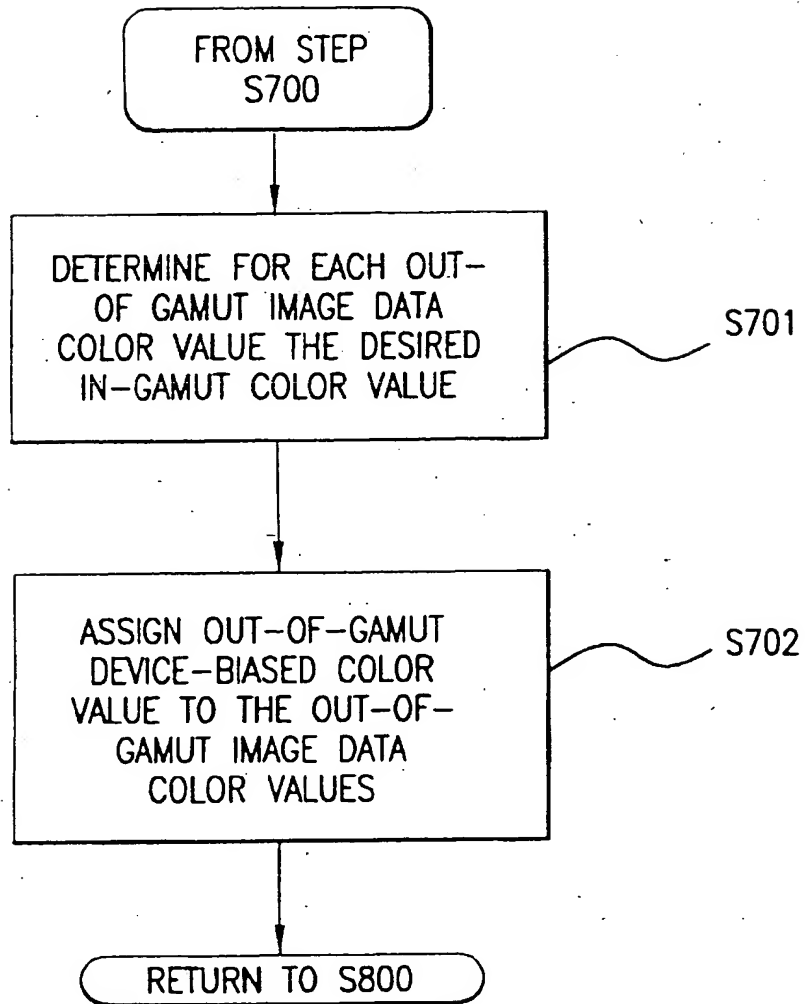 FROM STEP
S700
DETERMINE FOR EACH OUT-
OF GAMUT IMAGE DATA
COLOR VALUE THE DESIRED
IN-GAMUT COLOR VALUE
S701
ASSIGN OUT-OF-GAMUT
DEVICE-BIASED COLOR
VALUE TO THE OUT-OF-
GAMUT IMAGE DATA
COLOR VALUES
S702
RETURN TO S800